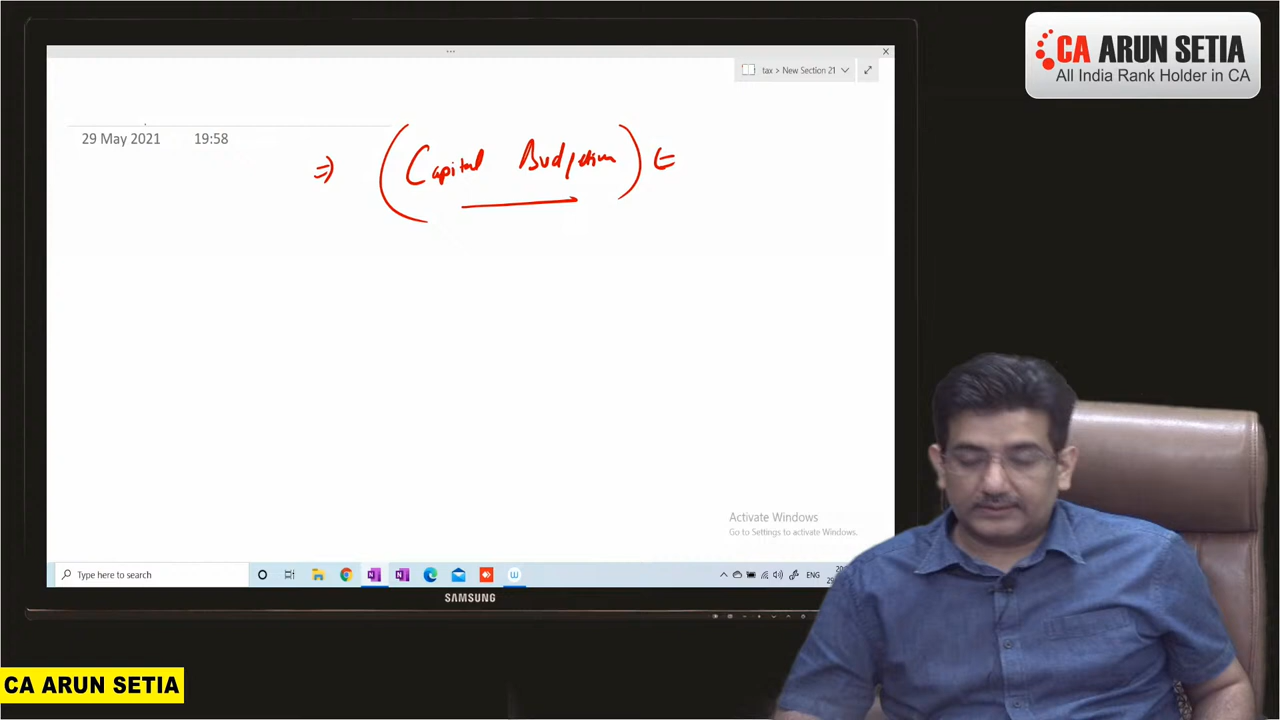 CA ARUN SETIA
All India Rank Holder in CA
tax > New Section 21
29 May 2021 19:58
⇒ (Capital Budgeting) ⇐
Activate Windows
Go to Settings to activate Windows.
Type here to search
ENG
SAMSUNG
CA ARUN SETIA